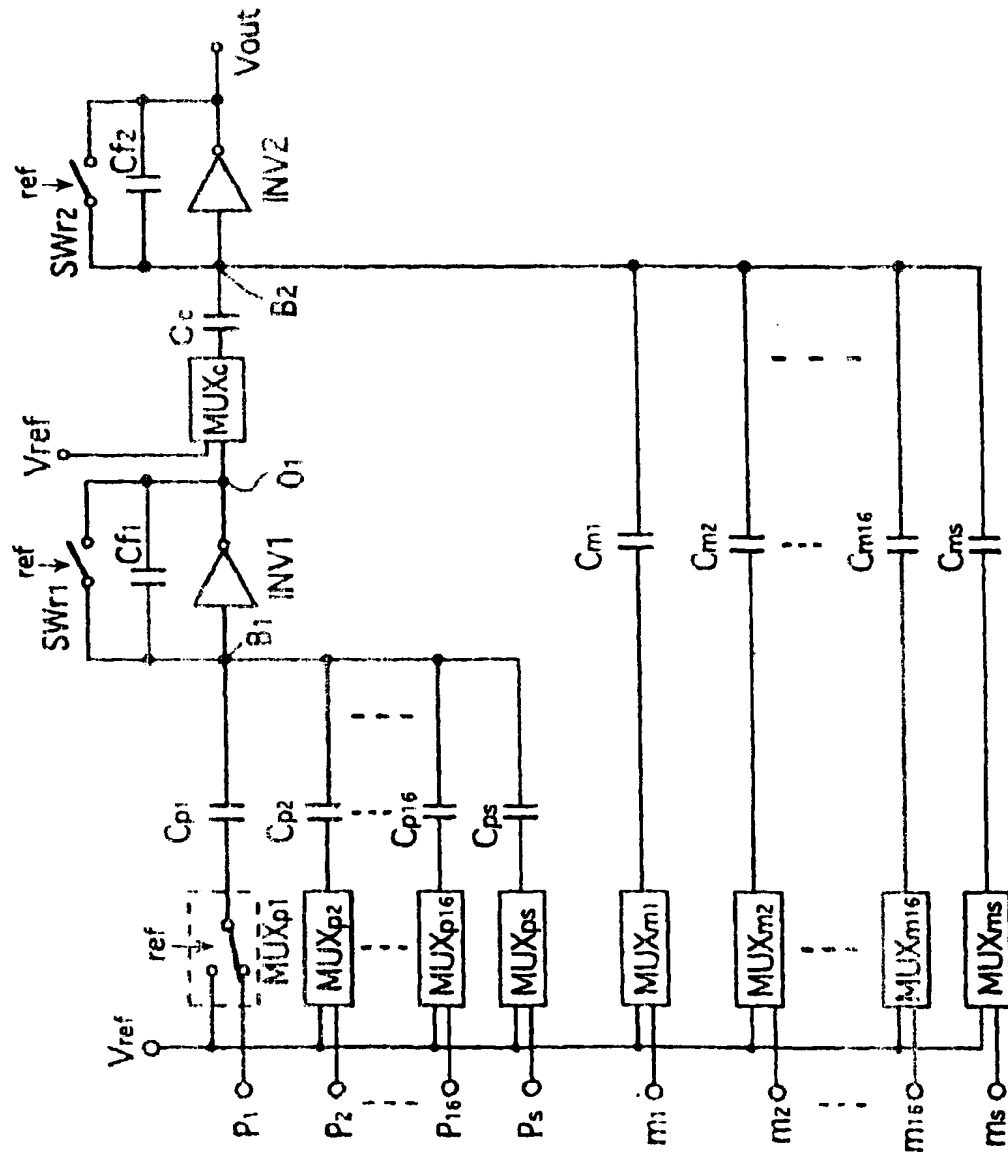 ref
SWr2
Cf2
INV2
Vout
B2
Cc
MUXc
Vref
O1
ref
SWr1
Cf1
INV1
B1
Cp1
Cp2
Cp16
Cps
Cm1
Cm2
Cm16
Cms
ref
MUXp1
MUXp2
MUXp16
MUXps
MUXm1
MUXm2
MUXm16
MUXms
Vref
P1
P2
P16
Ps
m1
m2
m16
ms